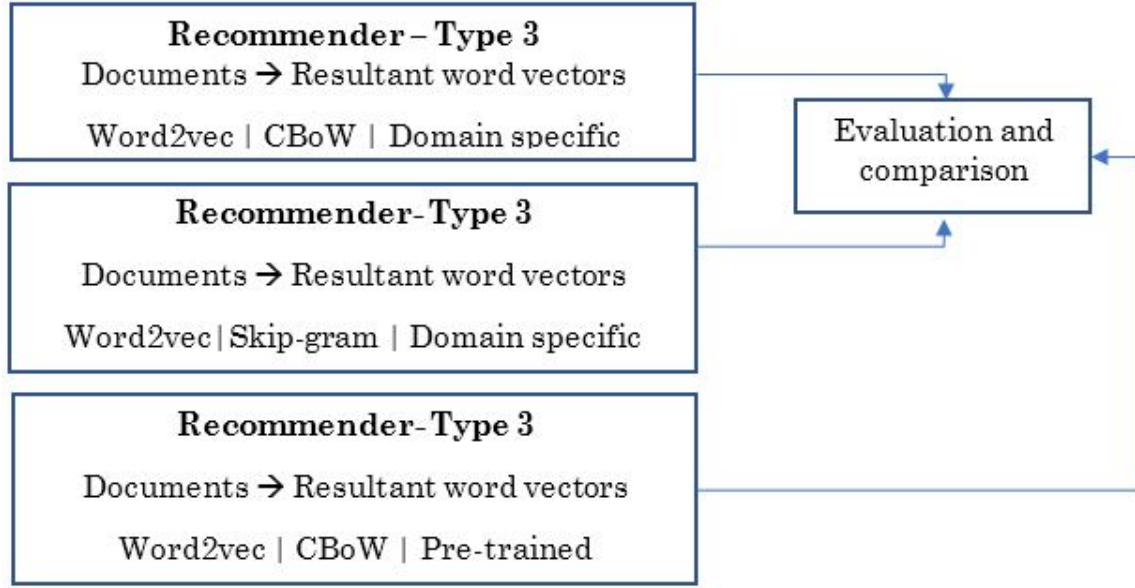 Recommender – Type 3
Documents → Resultant word vectors
Word2vec | CBoW | Domain specific
Evaluation and
comparison
Recommender- Type 3
Documents → Resultant word vectors
Word2vec|Skip-gram | Domain specific
Recommender- Type 3
Documents → Resultant word vectors
Word2vec | CBoW | Pre-trained